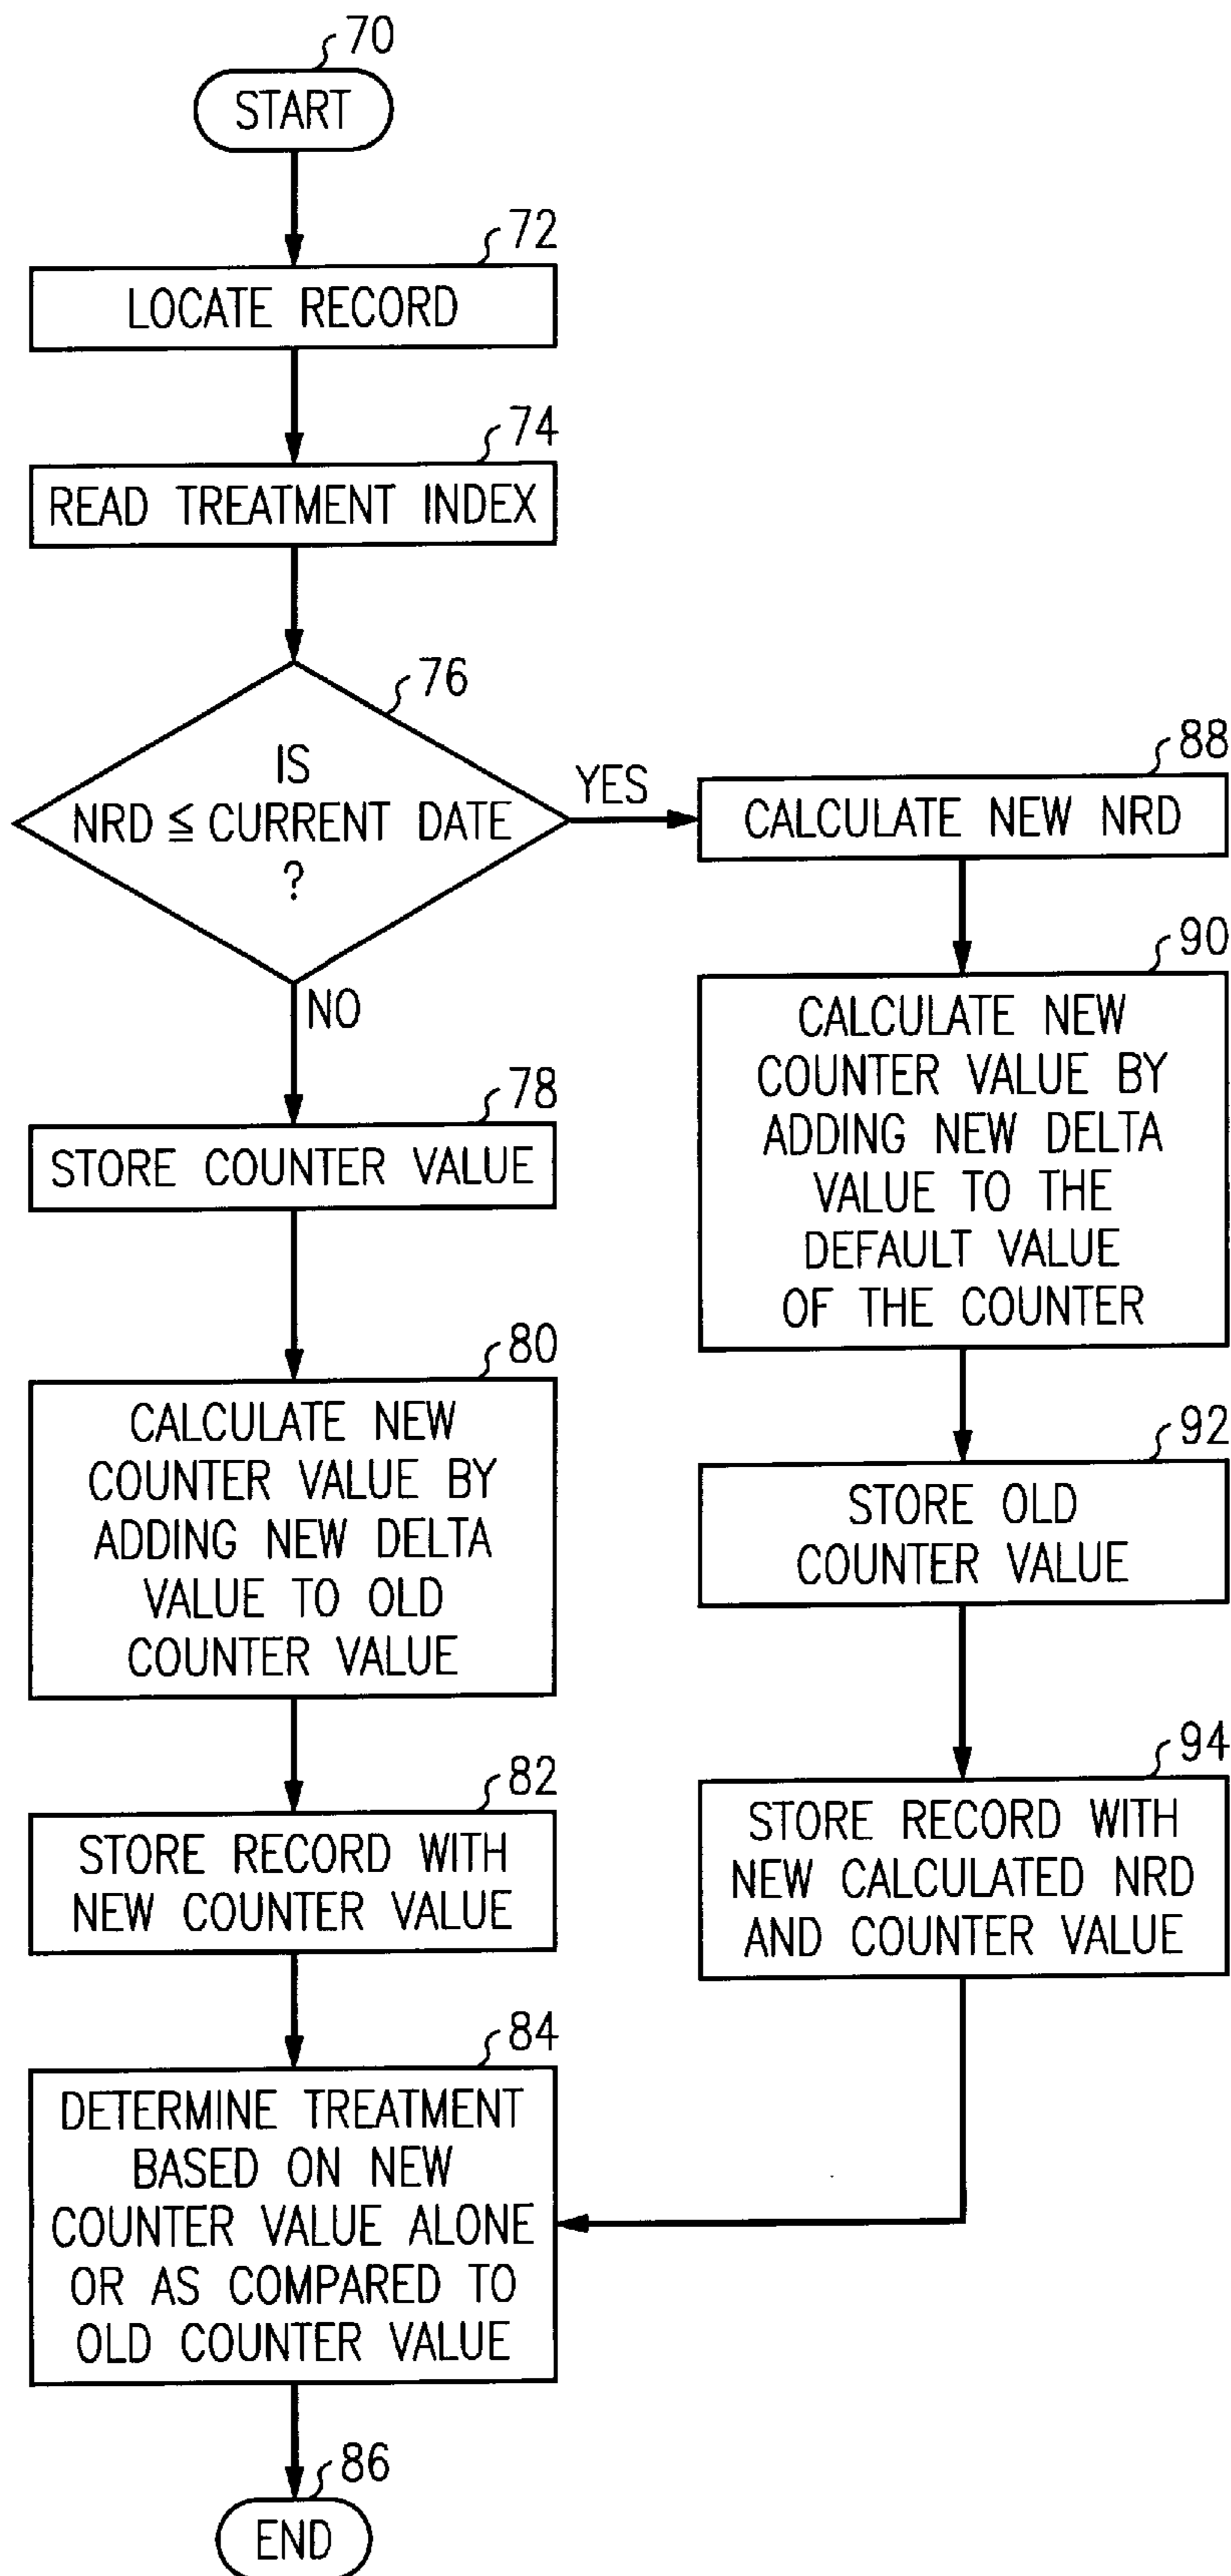 70
START
72
LOCATE RECORD
74
READ TREATMENT INDEX
76
IS
NRD ≦ CURRENT DATE
?
YES
NO
78
STORE COUNTER VALUE
80
CALCULATE NEW
COUNTER VALUE BY
ADDING NEW DELTA
VALUE TO OLD
COUNTER VALUE
82
STORE RECORD WITH
NEW COUNTER VALUE
84
DETERMINE TREATMENT
BASED ON NEW
COUNTER VALUE ALONE
OR AS COMPARED TO
OLD COUNTER VALUE
86
END
88
CALCULATE NEW NRD
90
CALCULATE NEW
COUNTER VALUE BY
ADDING NEW DELTA
VALUE TO THE
DEFAULT VALUE
OF THE COUNTER
92
STORE OLD
COUNTER VALUE
94
STORE RECORD WITH
NEW CALCULATED NRD
AND COUNTER VALUE